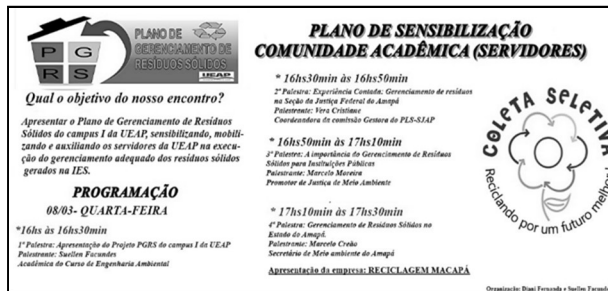 PGRS
PLANO DE
GERENCIAMENTO DE
RESÍDUOS SÓLIDOS
UEAP
Qual o objetivo do nosso encontro?
Apresentar o Plano de Gerenciamento de Resíduos
Sólidos do campus I da UEAP, sensibilizando, mobili-
zando e auxiliando os servidores da UEAP na execu-
ção do gerenciamento adequado dos resíduos sólidos
gerados na IES.
PROGRAMAÇÃO
08/03- QUARTA-FEIRA
*16hs às 16hs30min
1ª Palestra: Apresentação do Projeto PGRS do campus I da UEAP
Palestrante: Suellen Facundes
Acadêmica do Curso de Engenharia Ambiental
PLANO DE SENSIBILIZAÇÃO
COMUNIDADE ACADÊMICA (SERVIDORES)
* 16hs30min às 16hs50min
2ª Palestra: Experiência Contada: Gerenciamento de resíduos
na Seção da Justiça Federal do Amapá
Palestrante: Vera Cristiane
Coordenadora da comissão Gestora do PLS-SJAP
* 16hs50min às 17hs10min
3ª Palestra: A importância do Gerenciamento de Resíduos
Sólidos para Instituições Públicas
Palestrante: Marcelo Moreira
Promotor de Justiça de Meio Ambiente
* 17hs10min às 17hs30min
4ª Palestra: Gerenciamento de Resíduos Sólidos no
Estado do Amapá.
Palestrante: Marcelo Creão
Secretário de Meio ambiente do Amapá
Apresentação da empresa: RECICLAGEM MACAPÁ
COLETA SELETIVA
Reciclando por um futuro melhor!
Organização: Diani Fernanda e Suellen Facundes